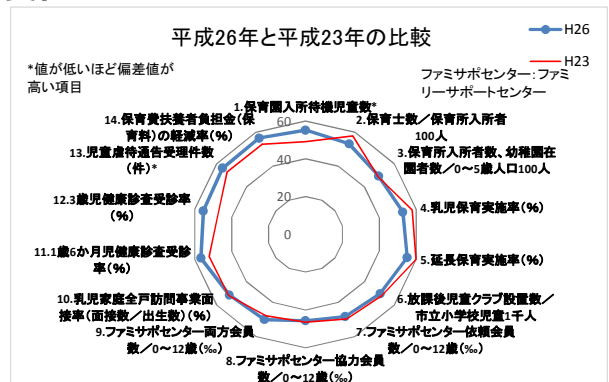 平成26年と平成23年の比較
H26
H23
*値が低いほど偏差値が
高い項目
ファミサポセンター：ファミ
リーサポートセンター
1.保育園入所待機児童数*
2.保育士数／保育所入所者
100人
3.保育所入所者数、幼稚園在
園者数／0～5歳人口100人
4.乳児保育実施率(%)
5.延長保育実施率(%)
6.放課後児童クラブ設置数／
市立小学校児童1千人
7.ファミサポセンター依頼会員
数／0～12歳(‰)
8.ファミサポセンター協力会員
数／0～12歳(‰)
9.ファミサポセンター両方会員
数／0～12歳(‰)
10.乳児家庭全戸訪問事業面
接率(面接数／出生数)(%)
11.1歳6か月児健康診査受診
率(%)
12.3歳児健康診査受診率
(%)
13.児童虐待通告受理件数
(件)*
14.保育費扶養者負担金(保
育料)の軽減率(%)
60
40
20
0